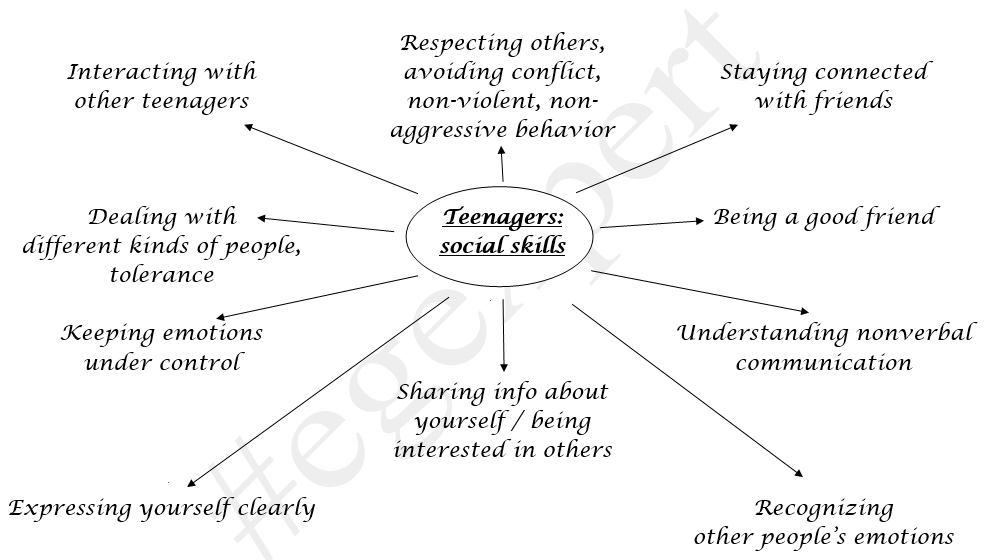 Respecting others,
avoiding conflict,
non-violent, non-
aggressive behavior
Interacting with
other teenagers
Staying connected
with friends
Teenagers:
social skills
Dealing with
different kinds of people,
tolerance
Being a good friend
Keeping emotions
under control
Understanding nonverbal
communication
Sharing info about
yourself / being
interested in others
Expressing yourself clearly
Recognizing
other people's emotions
#egexpert